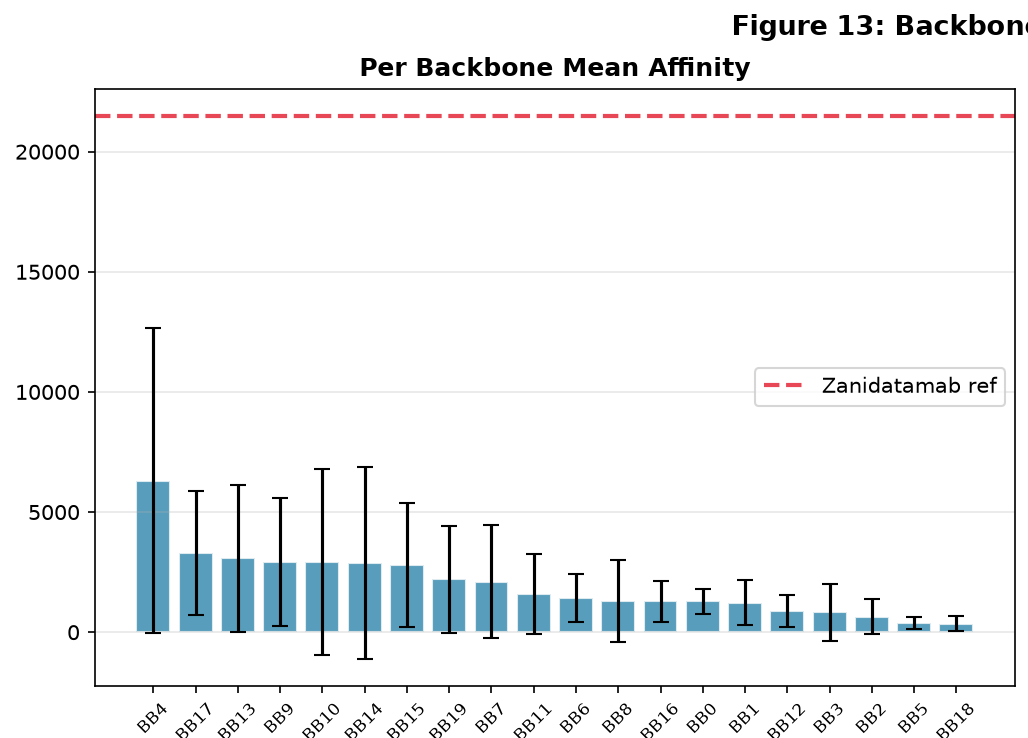 Figure 13: Backbone
Per Backbone Mean Affinity
20000
15000
10000
5000
0
Zanidatamab ref
BB4 BB17 BB13 BB9 BB10 BB14 BB15 BB19 BB7 BB11 BB6 BB8 BB16 BB0 BB1 BB12 BB3 BB2 BB5 BB18